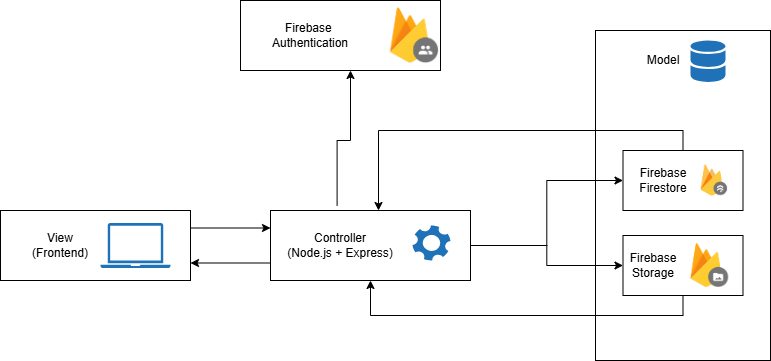 Firebase
Authentication
Model
Firebase
Firestore
View
(Frontend)
Controller
(Node.js + Express)
Firebase
Storage